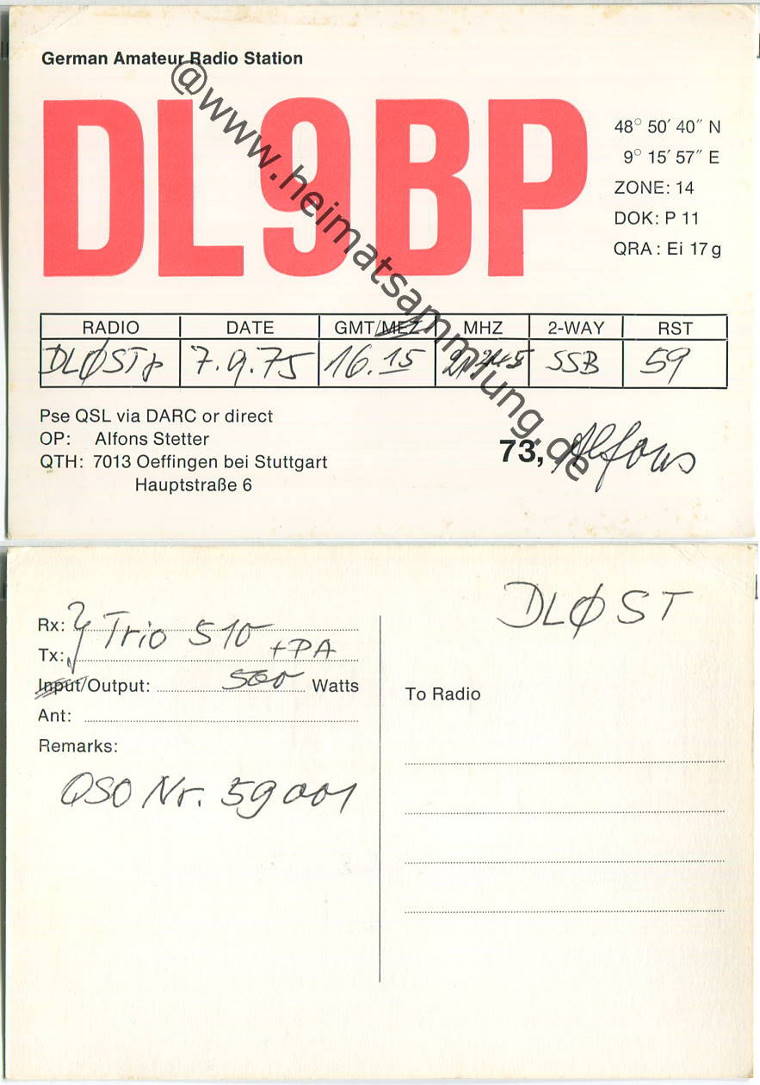 German Amateur Radio Station
DL9BP
48° 50′ 40″ N
9° 15′ 57″ E
ZONE: 14
DOK: P 11
QRA: Ei 17g
@www.heimatsammlung.de
RADIO DATE GMT/MEZ MHZ 2-WAY RST
DLØST 7.9.75 16.15 SSB 59
Pse QSL via DARC or direct
OP: Alfons Stetter
QTH: 7013 Oeffingen bei Stuttgart
Hauptstraße 6
73, Alfons
DLØST
Rx: Trio 510
Tx: +PA
Input/Output: 500 Watts
Ant:
Remarks:
QSO Nr. 59001
To Radio